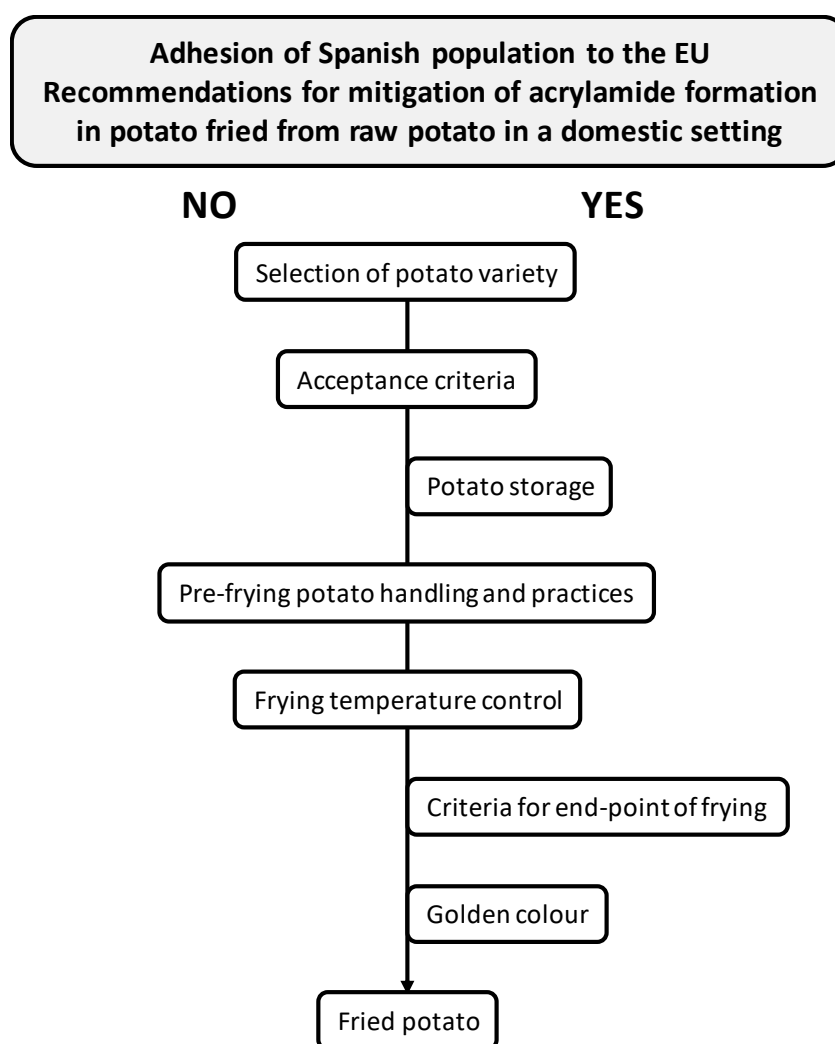 Adhesion of Spanish population to the EU
Recommendations for mitigation of acrylamide formation
in potato fried from raw potato in a domestic setting
NO YES
Selection of potato variety
Acceptance criteria
Potato storage
Pre-frying potato handling and practices
Frying temperature control
Criteria for end-point of frying
Golden colour
Fried potato